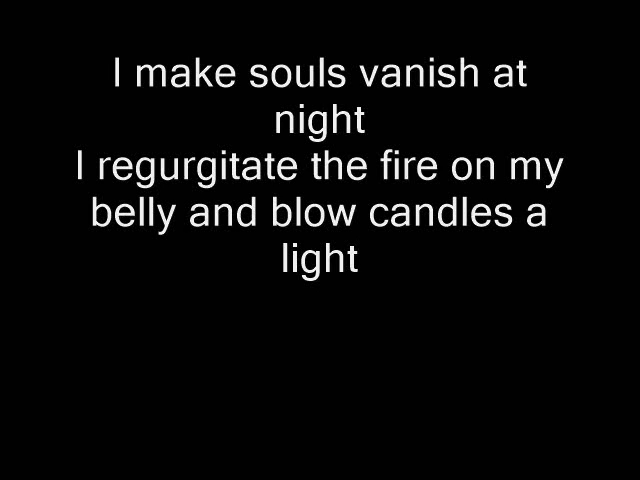 I make souls vanish at
night
I regurgitate the fire on my
belly and blow candles a
light